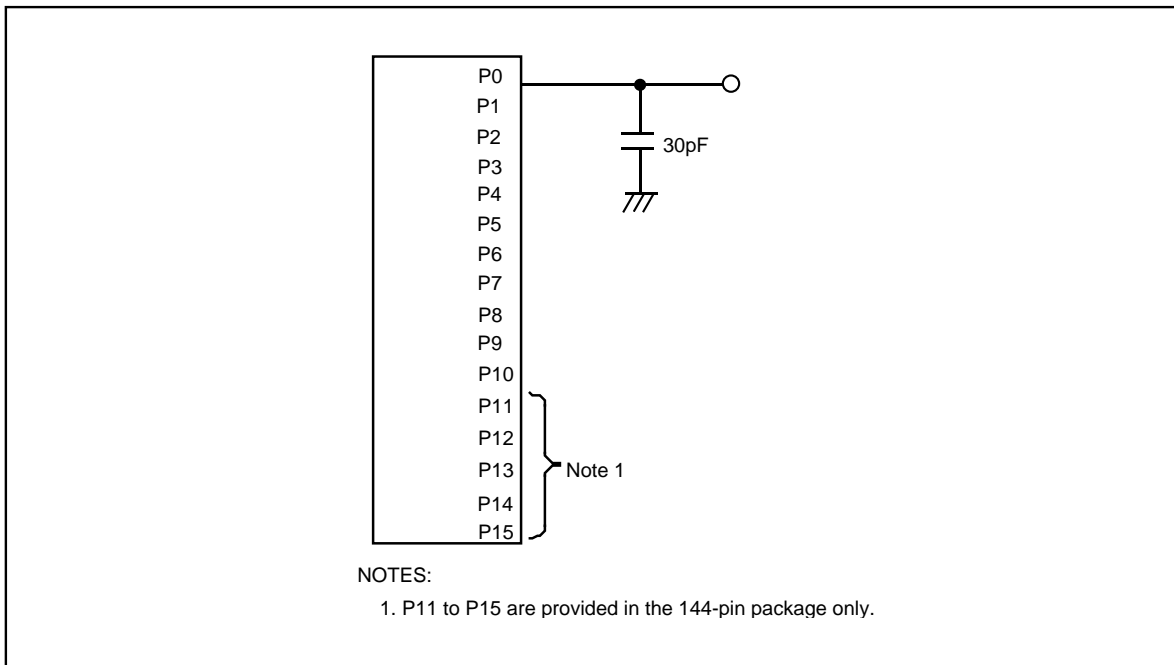 P0
P1
P2
P3
P4
P5
P6
P7
P8
P9
P10
P11
P12
P13
P14
P15
30pF
Note 1
NOTES:
1. P11 to P15 are provided in the 144-pin package only.